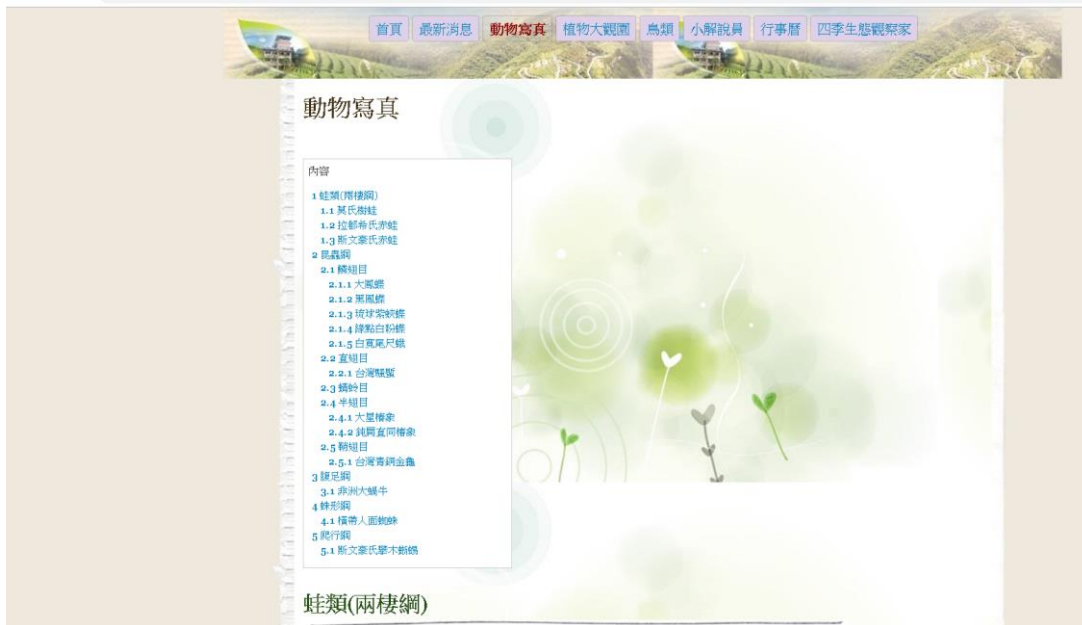 首頁 最新消息 動物寫真 植物大觀園 鳥類 小解說員 行事曆 四季生態觀察家
動物寫真
內容
1 蛙類(兩棲綱)
1.1 莫氏樹蛙
1.2 拉都希氏赤蛙
1.3 斯文豪氏赤蛙
2 昆蟲綱
2.1 鱗翅目
2.1.1 大鳳蝶
2.1.2 黑鳳蝶
2.1.3 琉球紫蛺蝶
2.1.4 緣點白粉蝶
2.1.5 白寬尾尺蛾
2.2 直翅目
2.2.1 台灣騷蟴
2.3 蜻蛉目
2.4 半翅目
2.4.1 大星椿象
2.4.2 鈍肩直同椿象
2.5 鞘翅目
2.5.1 台灣青銅金龜
3 腹足綱
3.1 非洲大蝸牛
4 蛛形綱
4.1 橫帶人面蜘蛛
5 爬行綱
5.1 斯文豪氏攀木蜥蜴
蛙類(兩棲綱)